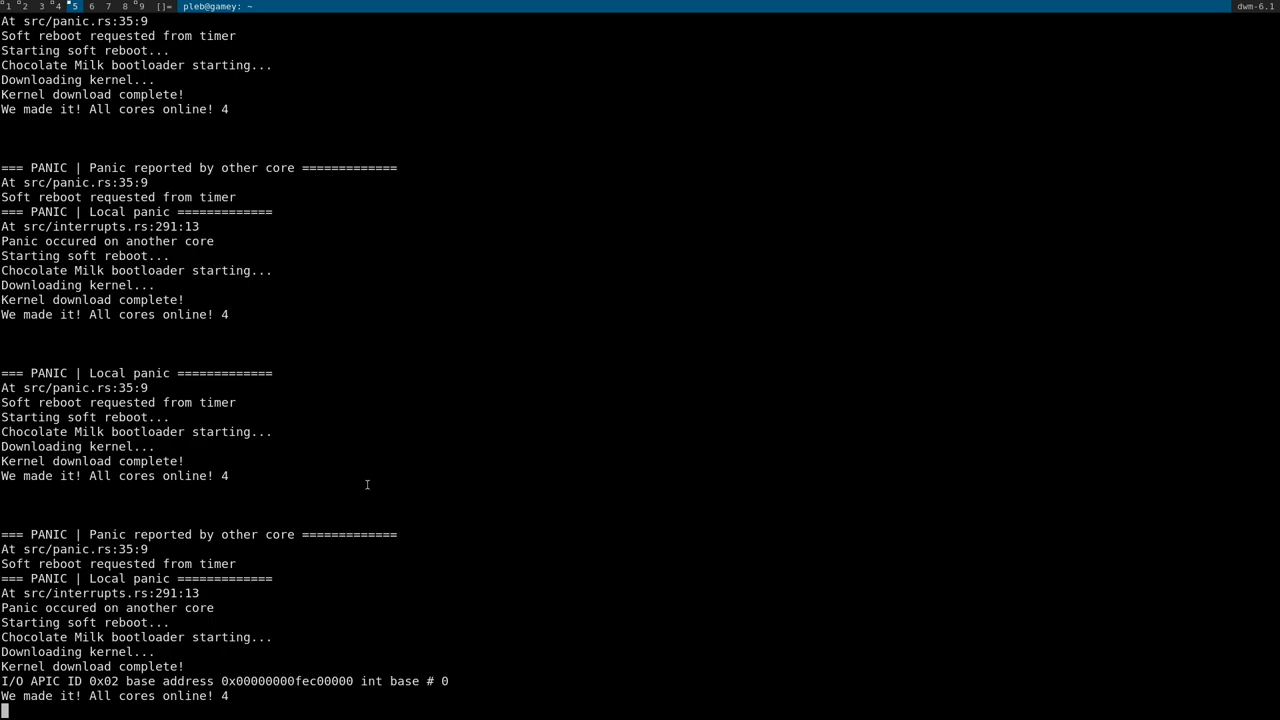 1 2 3 4 5 6 7 8 9 []= pleb@gamey: ~ dwm-6.1
At src/panic.rs:35:9
Soft reboot requested from timer
Starting soft reboot...
Chocolate Milk bootloader starting...
Downloading kernel...
Kernel download complete!
We made it! All cores online! 4
=== PANIC | Panic reported by other core =============
At src/panic.rs:35:9
Soft reboot requested from timer
=== PANIC | Local panic =============
At src/interrupts.rs:291:13
Panic occured on another core
Starting soft reboot...
Chocolate Milk bootloader starting...
Downloading kernel...
Kernel download complete!
We made it! All cores online! 4
=== PANIC | Local panic =============
At src/panic.rs:35:9
Soft reboot requested from timer
Starting soft reboot...
Chocolate Milk bootloader starting...
Downloading kernel...
Kernel download complete!
We made it! All cores online! 4
=== PANIC | Panic reported by other core =============
At src/panic.rs:35:9
Soft reboot requested from timer
=== PANIC | Local panic =============
At src/interrupts.rs:291:13
Panic occured on another core
Starting soft reboot...
Chocolate Milk bootloader starting...
Downloading kernel...
Kernel download complete!
I/O APIC ID 0x02 base address 0x00000000fec00000 int base # 0
We made it! All cores online! 4